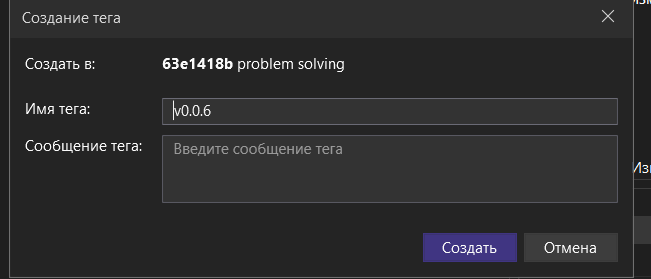 Создание тега
Создать в: 63e1418b problem solving
Имя тега: v0.0.6
Сообщение тега: Введите сообщение тега
Создать Отмена